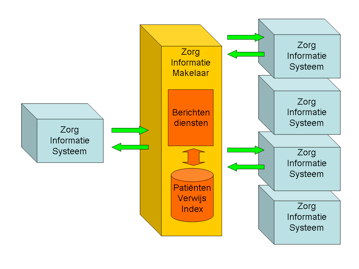 Zorg
Informatie
Systeem
Zorg
Informatie
Makelaar
Berichten
diensten
Patiënten
Verwijs
Index
Zorg
Informatie
Systeem
Zorg
Informatie
Systeem
Zorg
Informatie
Systeem
Zorg
Informatie
Systeem